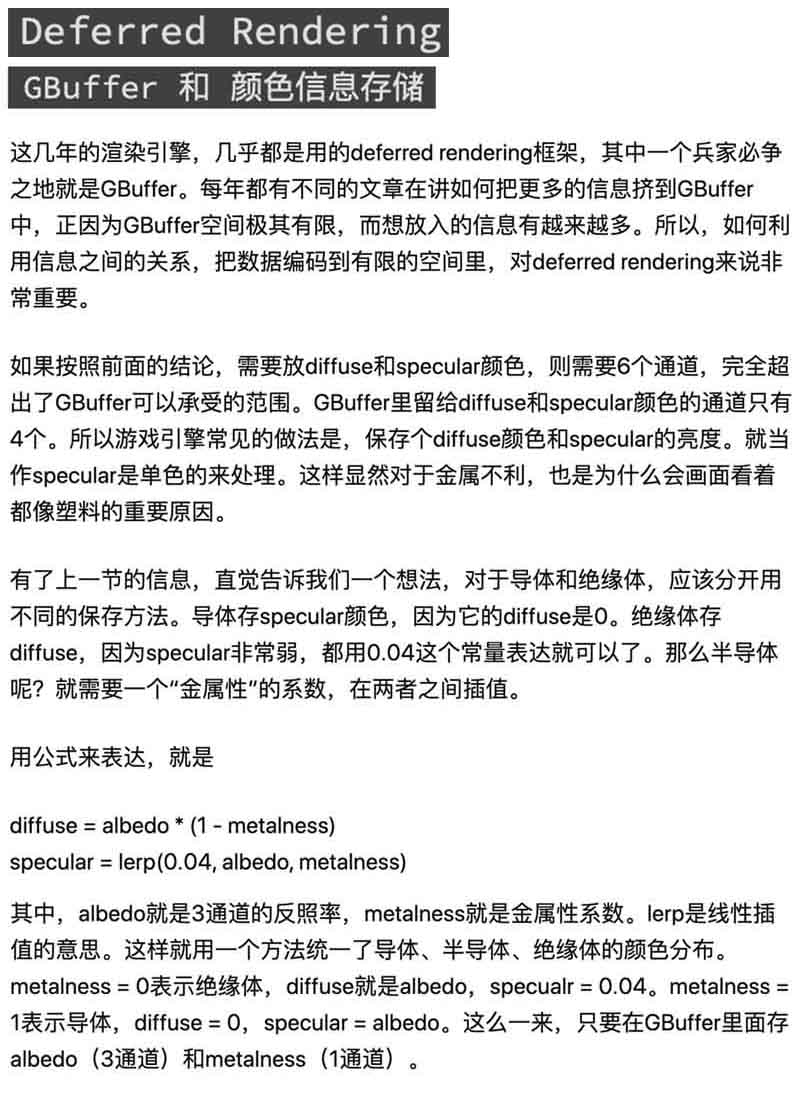 Deferred Rendering
GBuffer 和 颜色信息存储
这几年的渲染引擎，几乎都是用的deferred rendering框架，其中一个兵家必争
之地就是GBuffer。每年都有不同的文章在讲如何把更多的信息挤到GBuffer
中，正因为GBuffer空间极其有限，而想放入的信息有越来越多。所以，如何利
用信息之间的关系，把数据编码到有限的空间里，对deferred rendering来说非
常重要。
如果按照前面的结论，需要放diffuse和specular颜色，则需要6个通道，完全超
出了GBuffer可以承受的范围。GBuffer里留给diffuse和specular颜色的通道只有
4个。所以游戏引擎常见的做法是，保存个diffuse颜色和specular的亮度。就当
作specular是单色的来处理。这样显然对于金属不利，也是为什么会画面看着
都像塑料的重要原因。
有了上一节的信息，直觉告诉我们一个想法，对于导体和绝缘体，应该分开用
不同的保存方法。导体存specular颜色，因为它的diffuse是0。绝缘体存
diffuse，因为specular非常弱，都用0.04这个常量表达就可以了。那么半导体
呢？就需要一个“金属性”的系数，在两者之间插值。
用公式来表达，就是
diffuse = albedo * (1 - metalness)
specular = lerp(0.04, albedo, metalness)
其中，albedo就是3通道的反照率，metalness就是金属性系数。lerp是线性插
值的意思。这样就用一个方法统一了导体、半导体、绝缘体的颜色分布。
metalness = 0表示绝缘体，diffuse就是albedo，specualr = 0.04。metalness =
1表示导体，diffuse = 0，specular = albedo。这么一来，只要在GBuffer里面存
albedo（3通道）和metalness（1通道）。